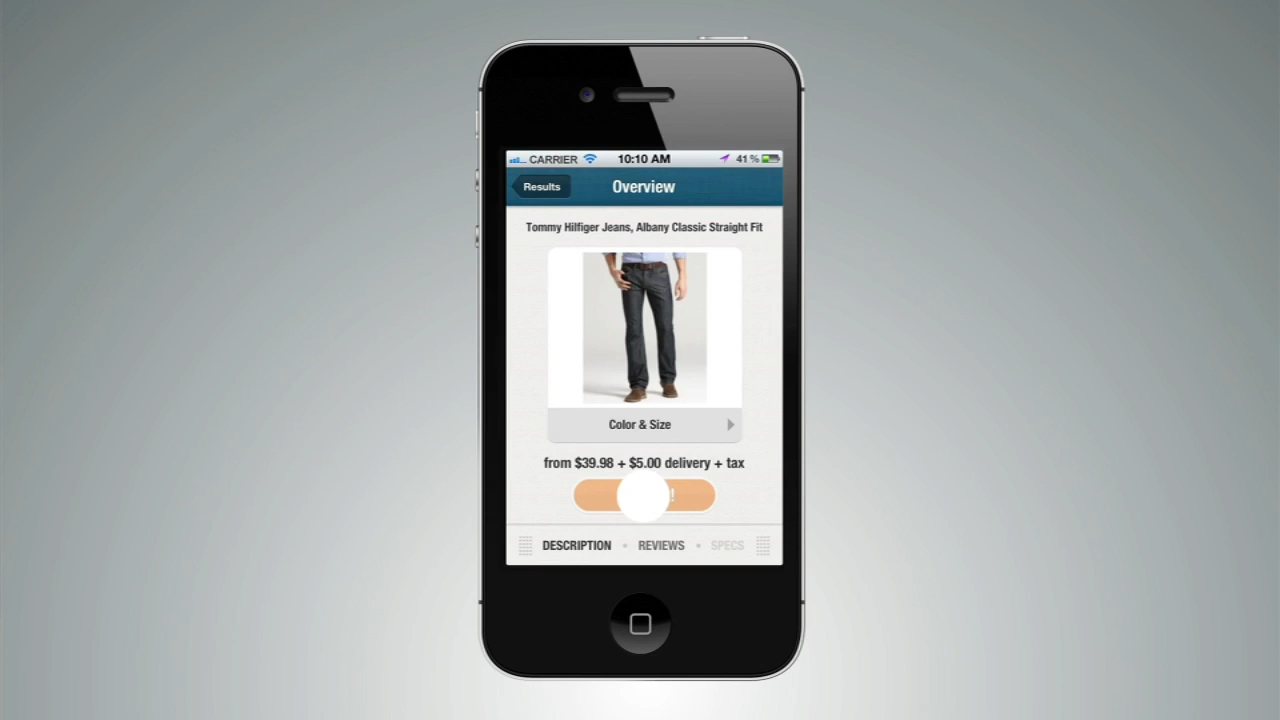 CARRIER 10:10 AM 41%
Results Overview
Tommy Hilfiger Jeans, Albany Classic Straight Fit
Color & Size
from $39.98 + $5.00 delivery + tax
!
DESCRIPTION • REVIEWS • SPECS